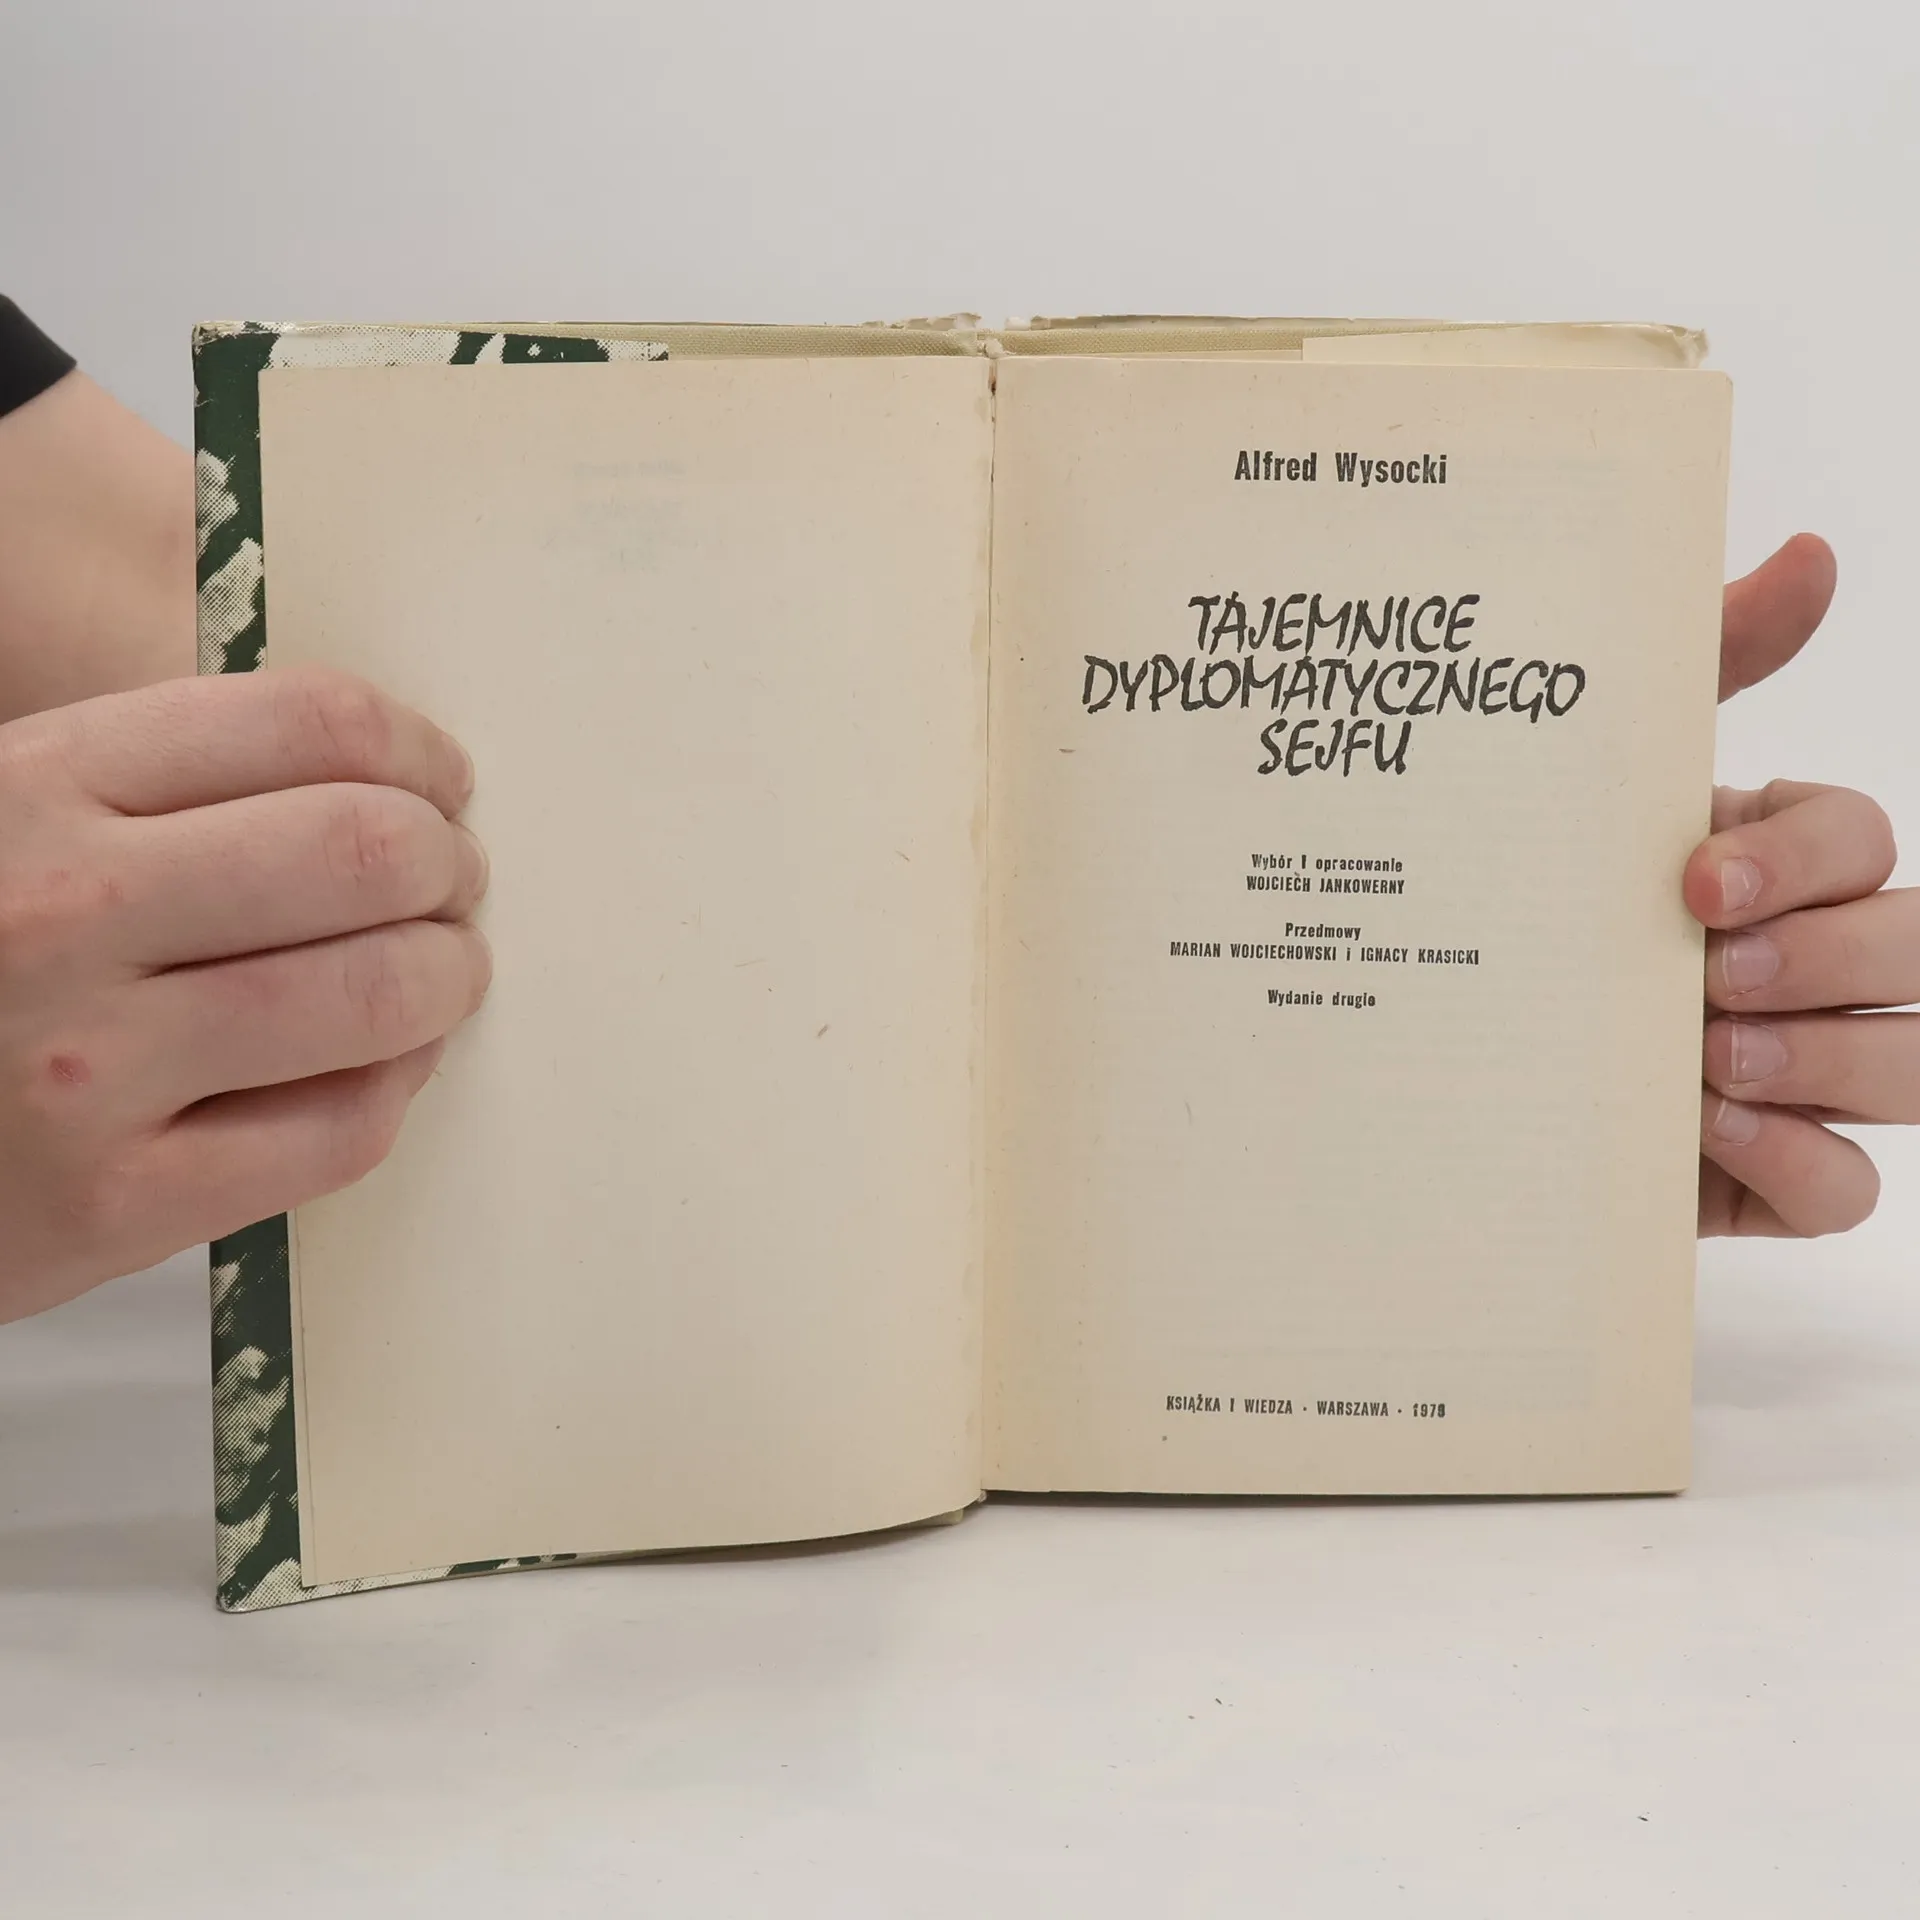 Alfred Wysocki
TAJEMNICE
DYPLOMATYCZNEGO
SEJFU
Wybór i opracowanie
WOJCIECH JANKOWERNY
Przedmowy
MARIAN WOJCIECHOWSKI i IGNACY KRASICKI
Wydanie drugie
KSIĄŻKA I WIEDZA · WARSZAWA · 1979